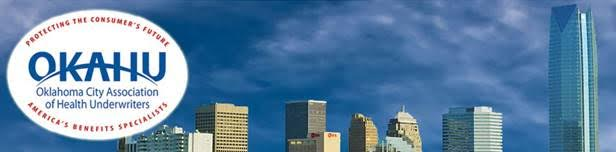 PROTECTING THE CONSUMER'S FUTURE
OKAHU
Oklahoma City Association
of Health Underwriters
AMERICA'S BENEFITS SPECIALISTS